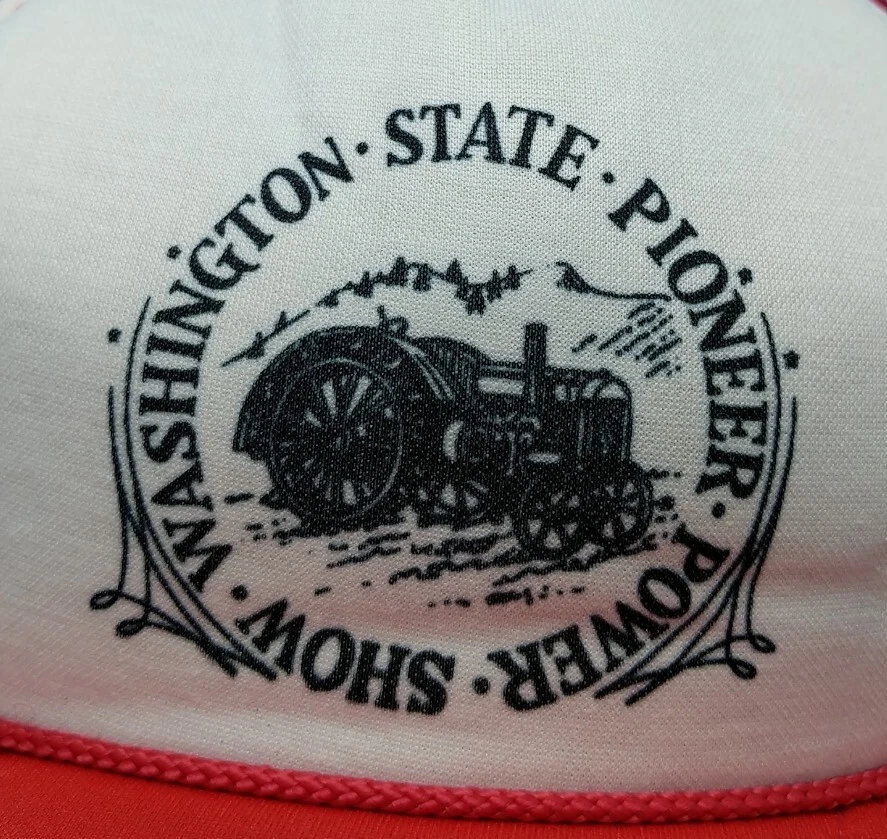 WASHINGTON · STATE · PIONEER · POWER · SHOW ·